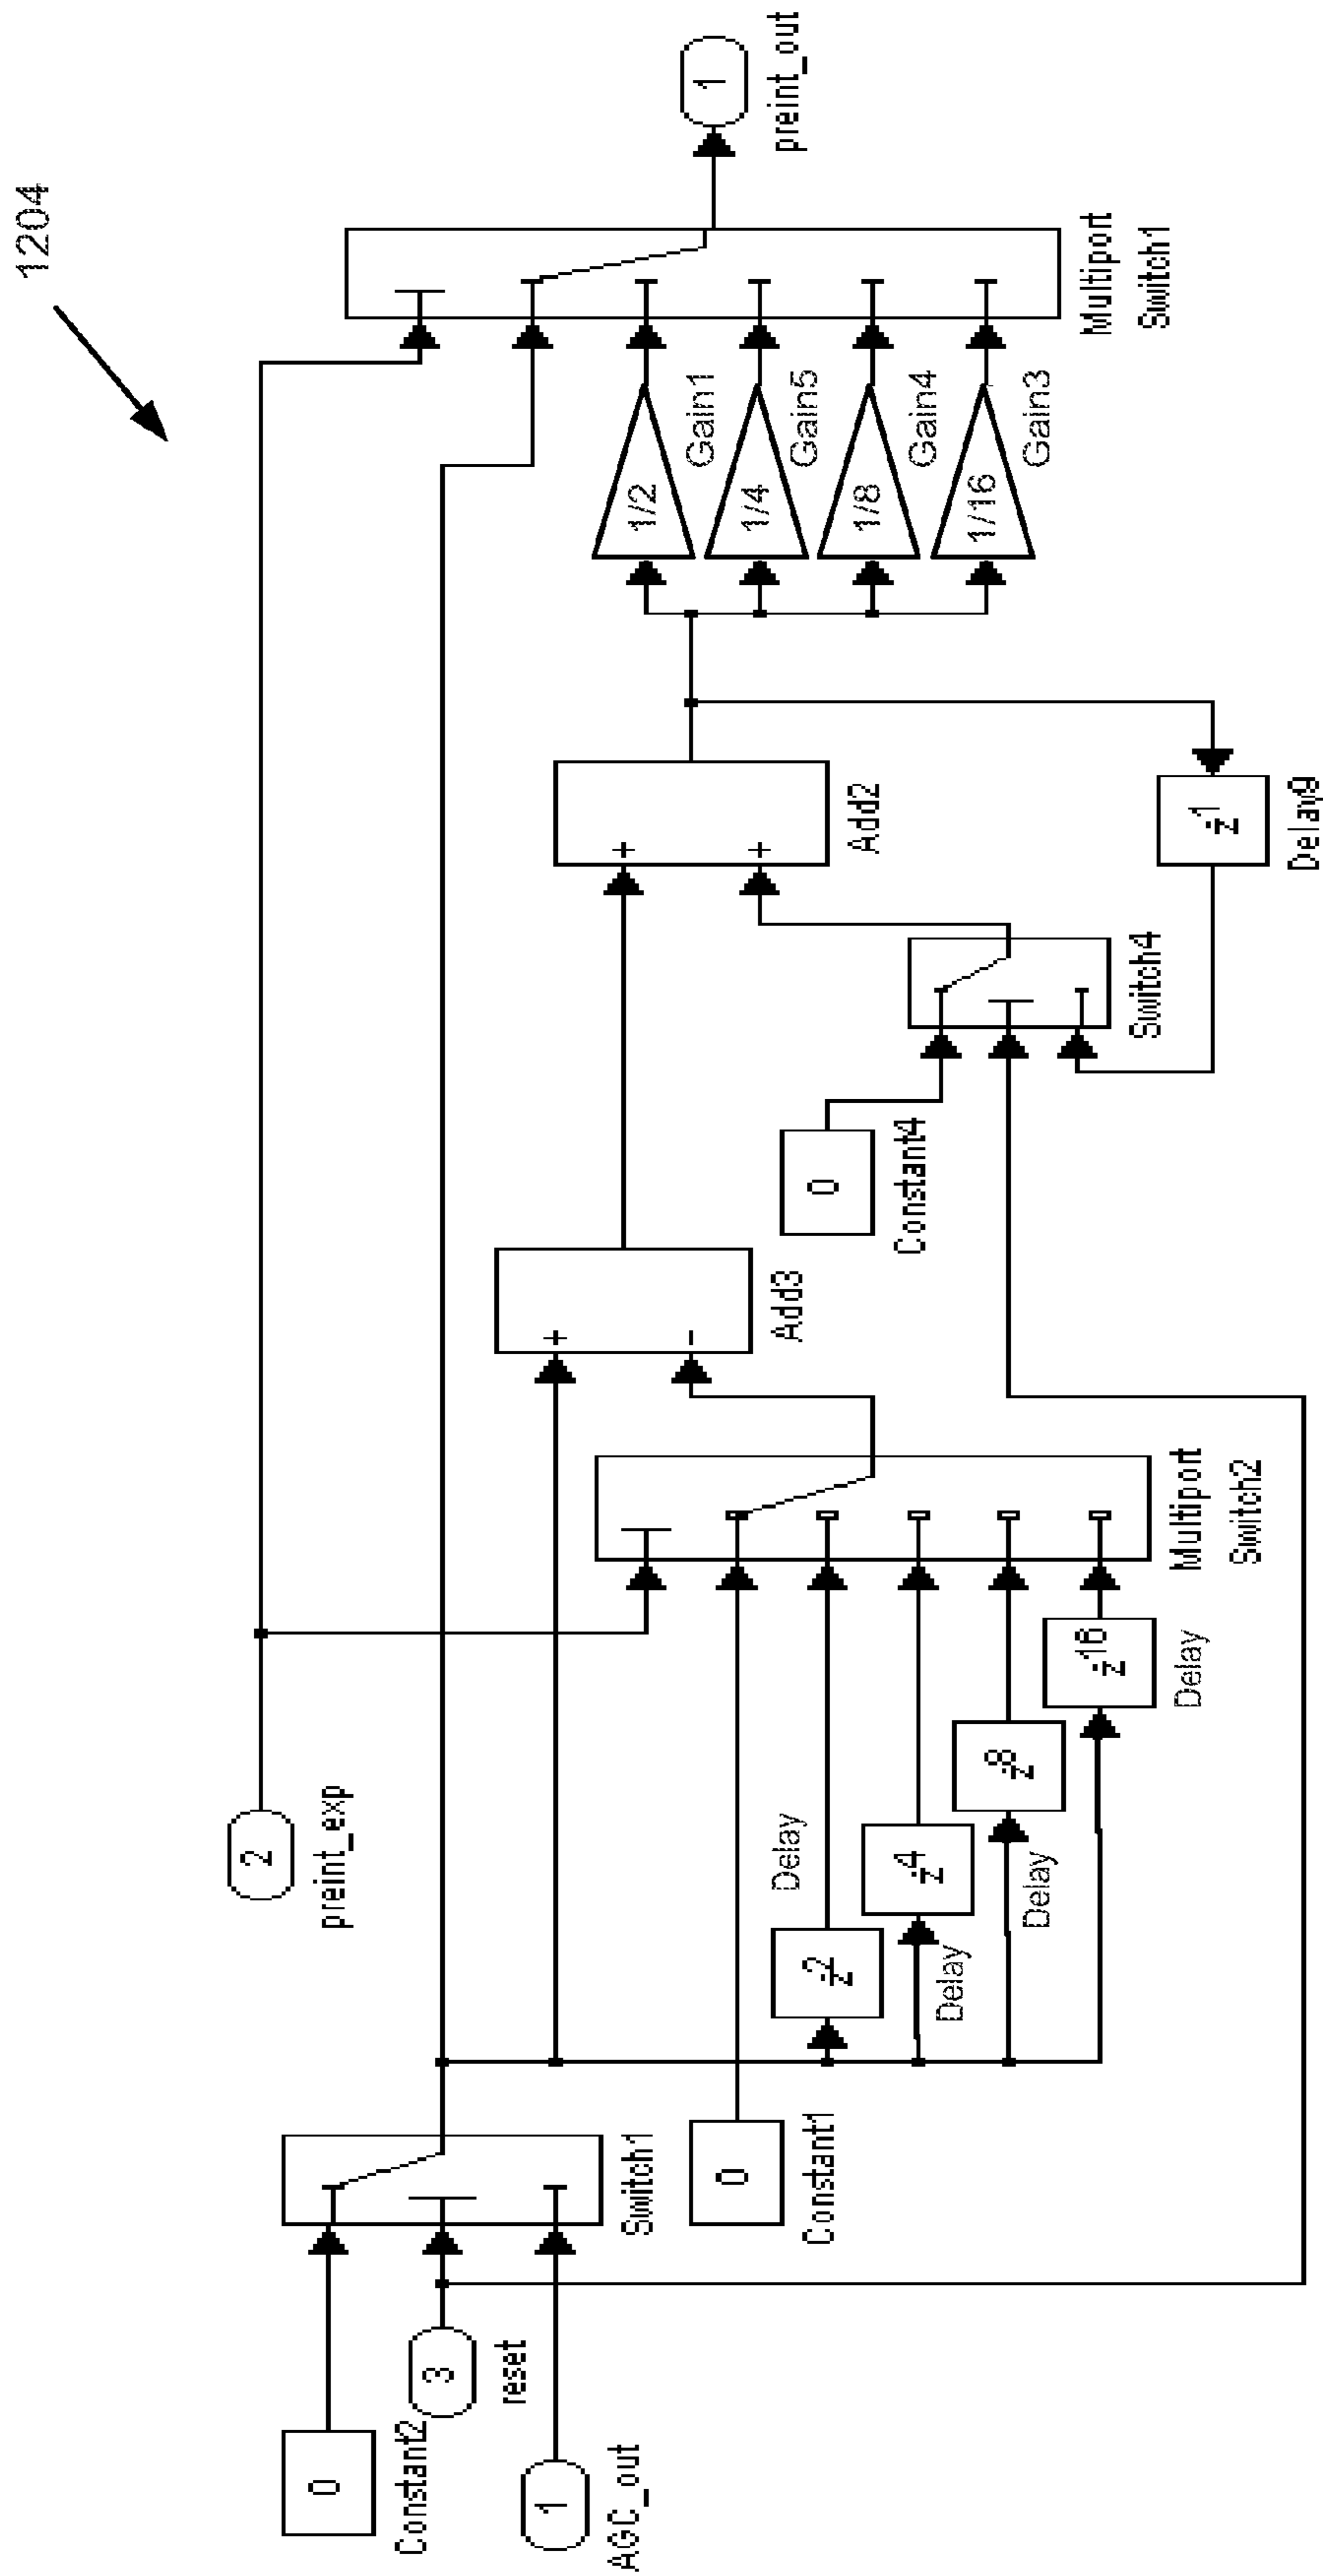 1204
2
preint_exp
0
Constant2
3
reset
1
AGC_out
Switch1
0
Constant1
z-2
Delay
z-4
Delay
z-8
Delay
z-16
Delay
Multiport
Switch2
+
-
Add3
0
Constant4
Switch4
+
+
Add2
z-1
Delay9
1/2
Gain1
1/4
Gain5
1/8
Gain4
1/16
Gain3
Multiport
Switch1
1
preint_out